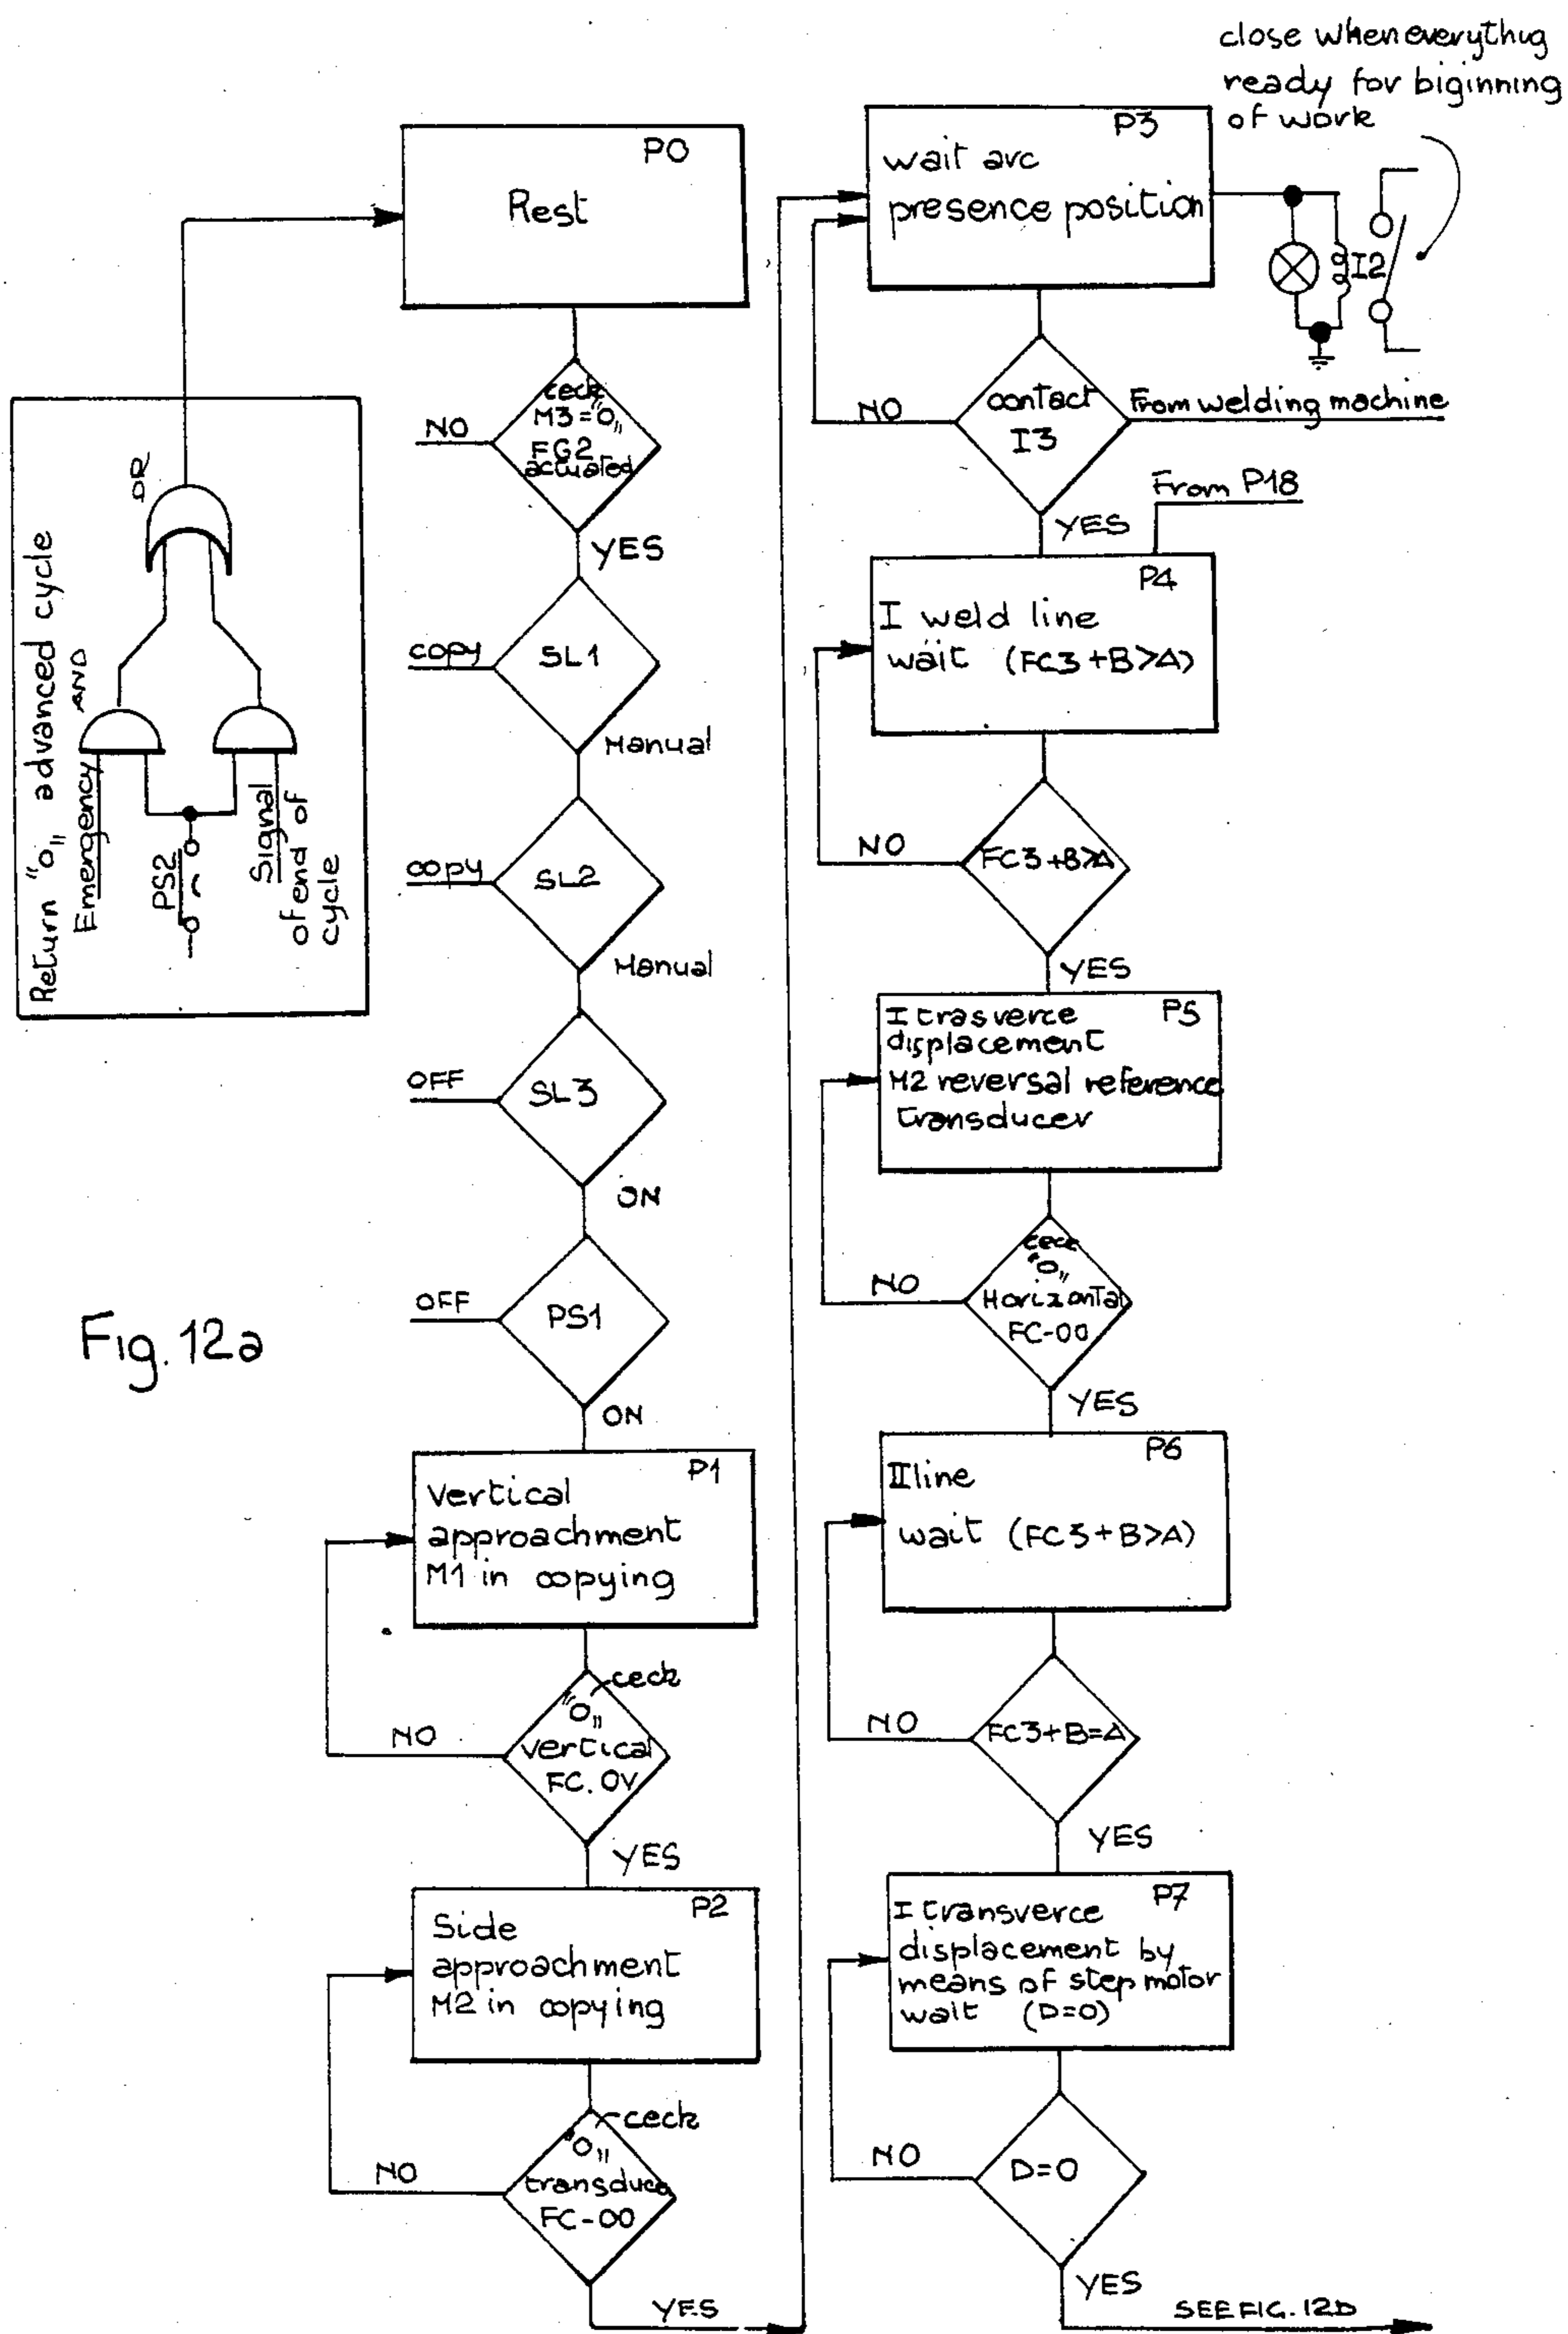 close when everythug
ready for biginning
of work
P0
Rest
ceck
M3="0"
FG2
actuated
NO
YES
SL1
copy
Manual
SL2
copy
Manual
SL3
OFF
ON
PS1
OFF
ON
P1
Vertical
approachment
M1 in copying
ceck
"0"
vertical
FC.0V
NO
YES
P2
Side
approachment
M2 in copying
ceck
"0"
transduce
FC-00
NO
YES
Return "0" advanced cycle
OR
AND
Emergency
PS2
Signal
of end of
cycle
Fig. 12a
P3
wait arc
presence position
I2
contact
I3
NO
From welding machine
YES
From P18
P4
I weld line
wait (FC3+B>A)
FC3+B>A
NO
YES
P5
I trasverce
displacement
M2 reversal reference
transducer
ceck
"0"
Horizontal
FC-00
NO
YES
P6
II line
wait (FC3+B>A)
FC3+B=A
NO
YES
P7
I transverce
displacement by
means of step motor
wait (D=0)
D=0
NO
YES
SEE FIG. 12D